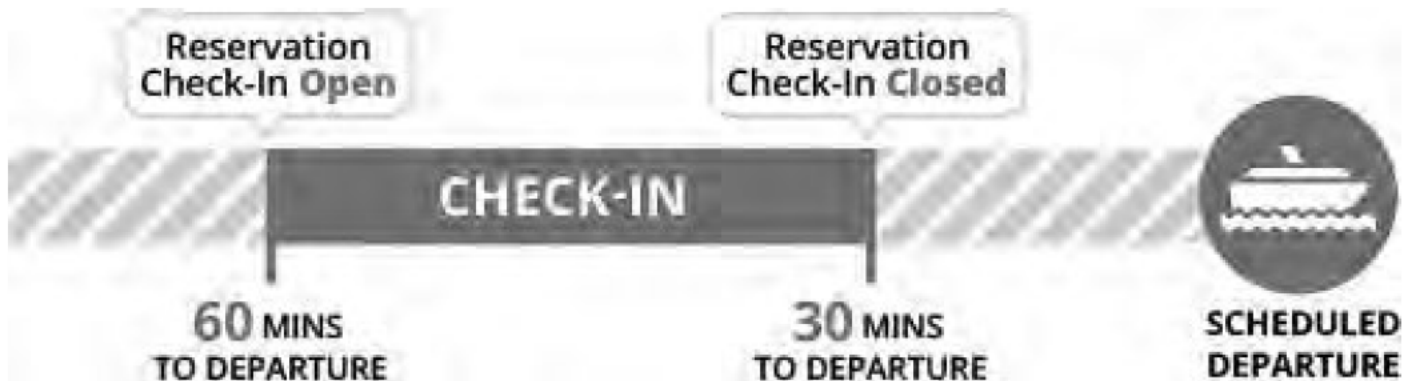 Reservation
Check-In Open
Reservation
Check-In Closed
CHECK-IN
60 MINS
TO DEPARTURE
30 MINS
TO DEPARTURE
SCHEDULED
DEPARTURE